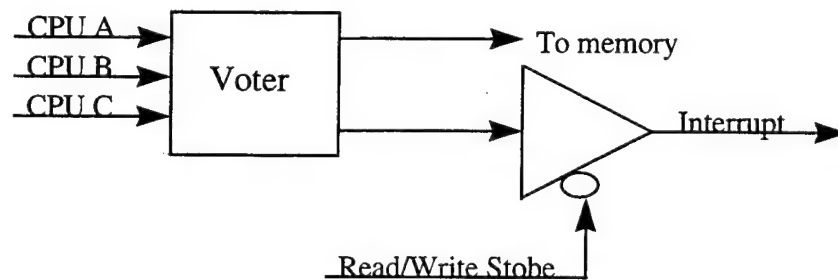 CPU A
CPU B
CPU C
Voter
To memory
Interrupt
Read/Write Stobe